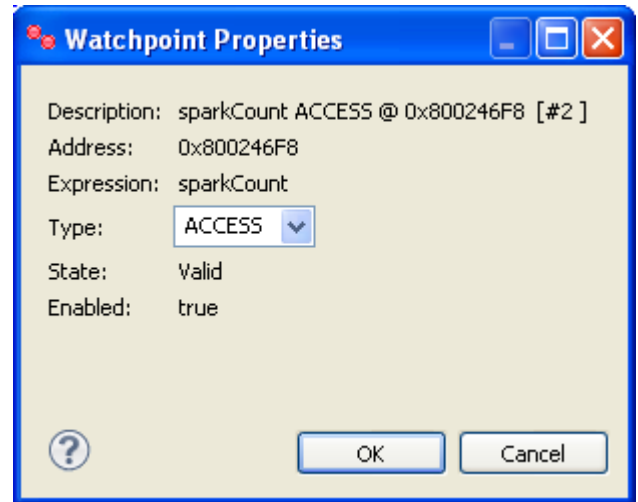 Watchpoint Properties
Description: sparkCount ACCESS @ 0x800246F8 [#2 ]
Address: 0x800246F8
Expression: sparkCount
Type: ACCESS
State: Valid
Enabled: true
? OK Cancel